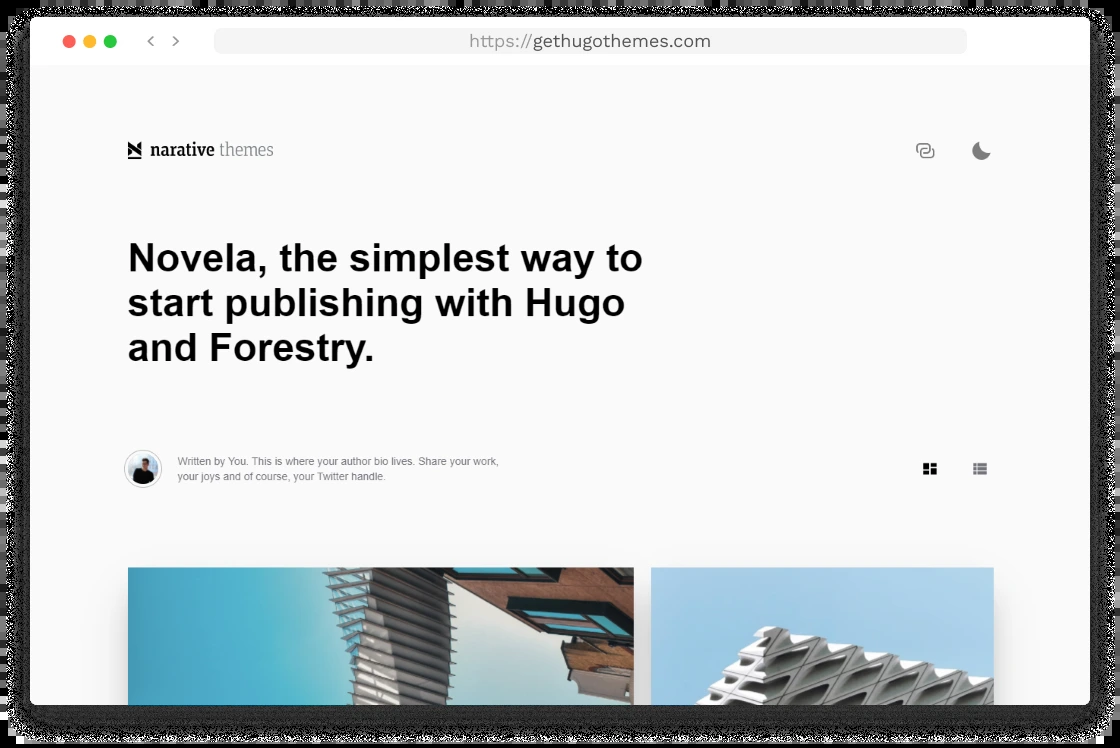 https://gethugothemes.com
narative themes
Novela, the simplest way to
start publishing with Hugo
and Forestry.
Written by You. This is where your author bio lives. Share your work,
your joys and of course, your Twitter handle.